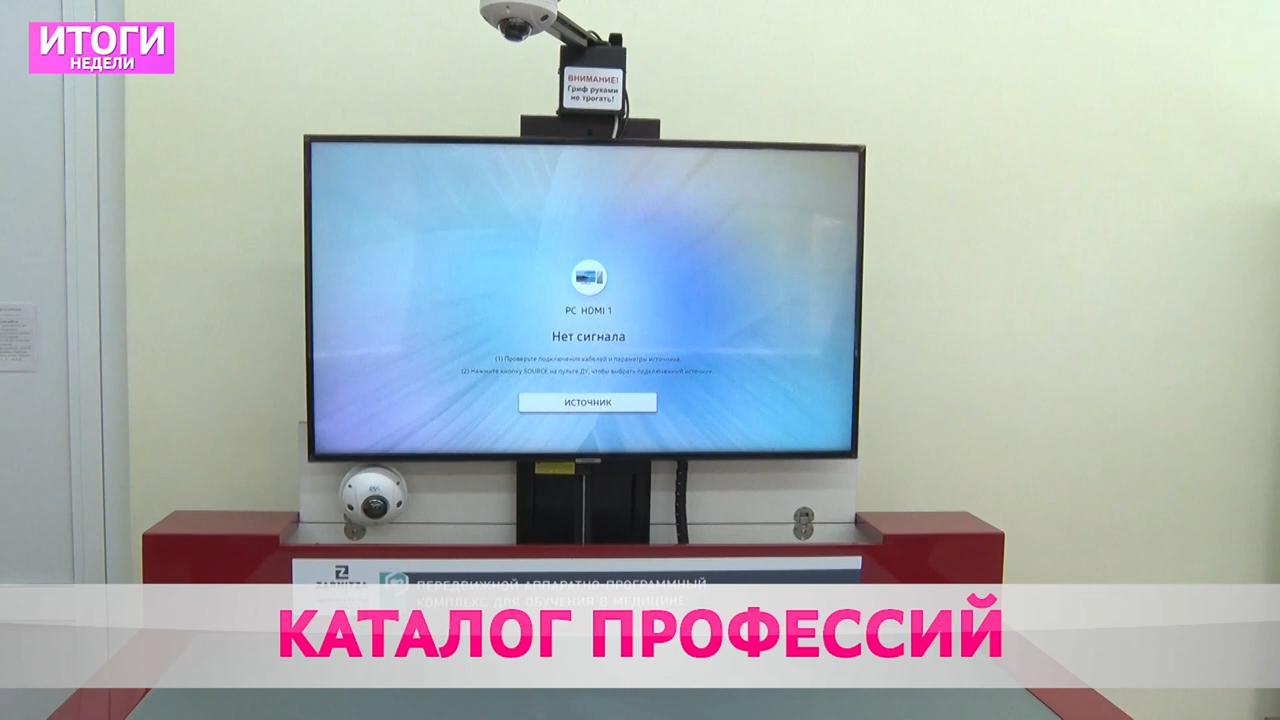 ИТОГИ
НЕДЕЛИ
ВНИМАНИЕ!
Гриф руками
не трогать!
PC HDMI 1
Нет сигнала
(1) Проверьте подключения кабелей и параметры источника.
(2) Нажмите кнопку SOURCE на пульте ДУ, чтобы выбрать подключенный источник.
ИСТОЧНИК
ZARNITZA
ПЕРЕДВИЖНОЙ АППАРАТНО-ПРОГРАММНЫЙ
КОМПЛЕКС ДЛЯ ОБУЧЕНИЯ В МЕДИЦИНЕ
КАТАЛОГ ПРОФЕССИЙ